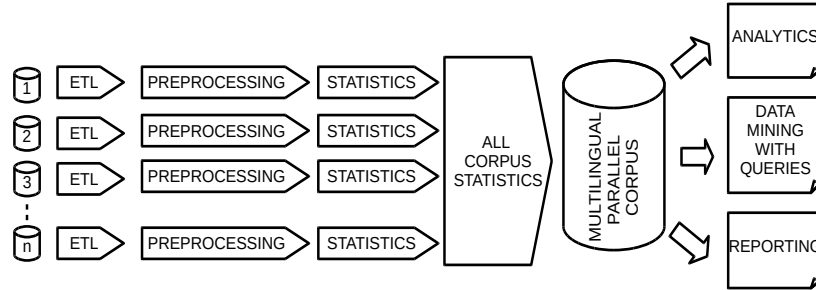 ANALYTICS
1 ETL PREPROCESSING STATISTICS
2 ETL PREPROCESSING STATISTICS
3 ETL PREPROCESSING STATISTICS
n ETL PREPROCESSING STATISTICS
ALL
CORPUS
STATISTICS
MULTILINGUAL
PARALLEL
CORPUS
DATA
MINING
WITH
QUERIES
REPORTING